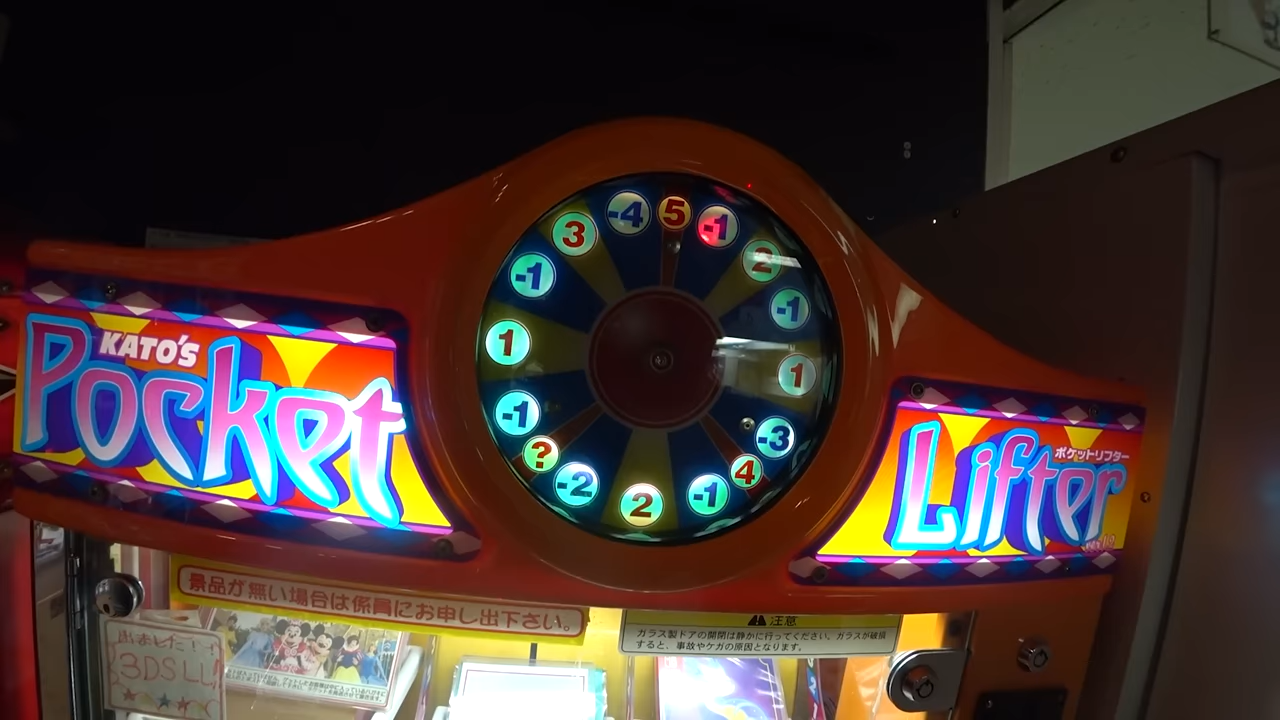 KATO'S
Pocket
Lifter
ポケットリフター
5
-1
2
-1
1
-3
4
-1
2
-2
?
-1
1
-1
3
-4
景品が無い場合は係員にお申し出下さい。
注意
ガラス製ドアの開閉は静かに行ってください。ガラスが破損
すると、事故やケガの原因となります。
出ました!!
3DS LL